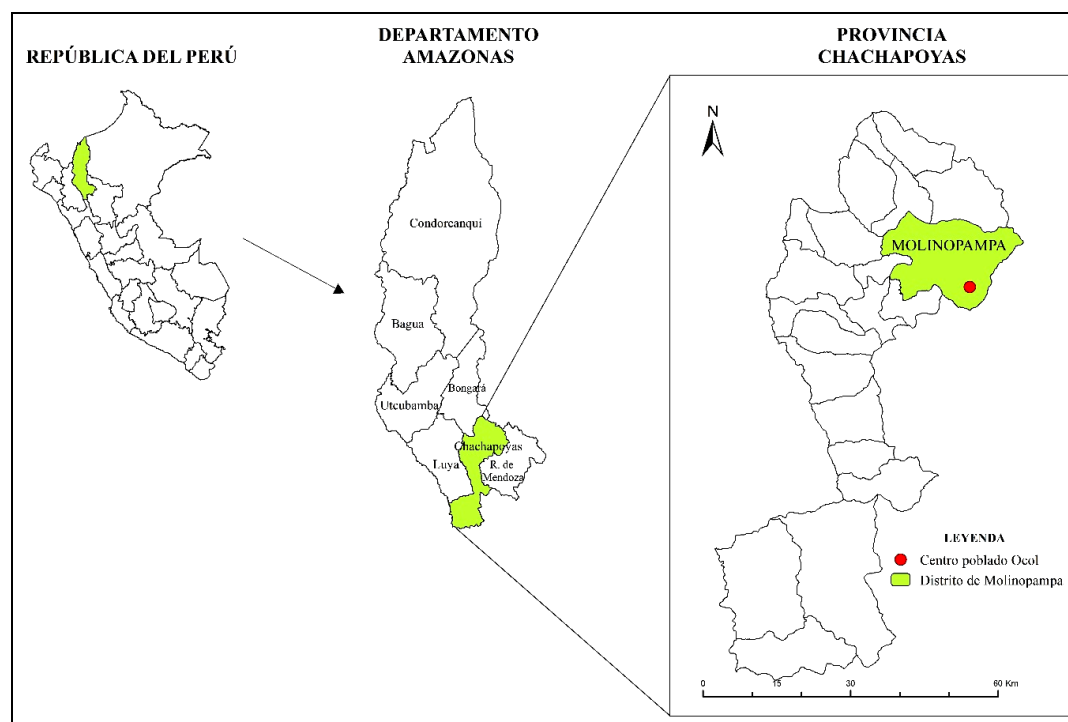 REPÚBLICA DEL PERÚ
DEPARTAMENTO
AMAZONAS
PROVINCIA
CHACHAPOYAS
N
Condorcanqui
MOLINOPAMPA
Bagua
Bongará
Utcubamba
Chachapoyas
Luya
R. de
Mendoza
LEYENDA
Centro poblado Ocol
Distrito de Molinopampa
0 15 30 60 Km